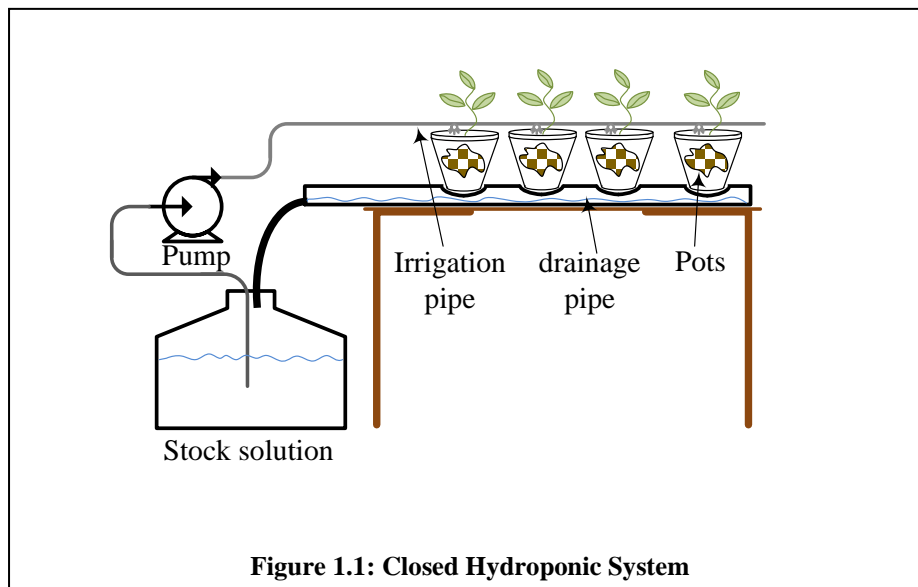 Pump
Irrigation
pipe
drainage
pipe
Pots
Stock solution
Figure 1.1: Closed Hydroponic System